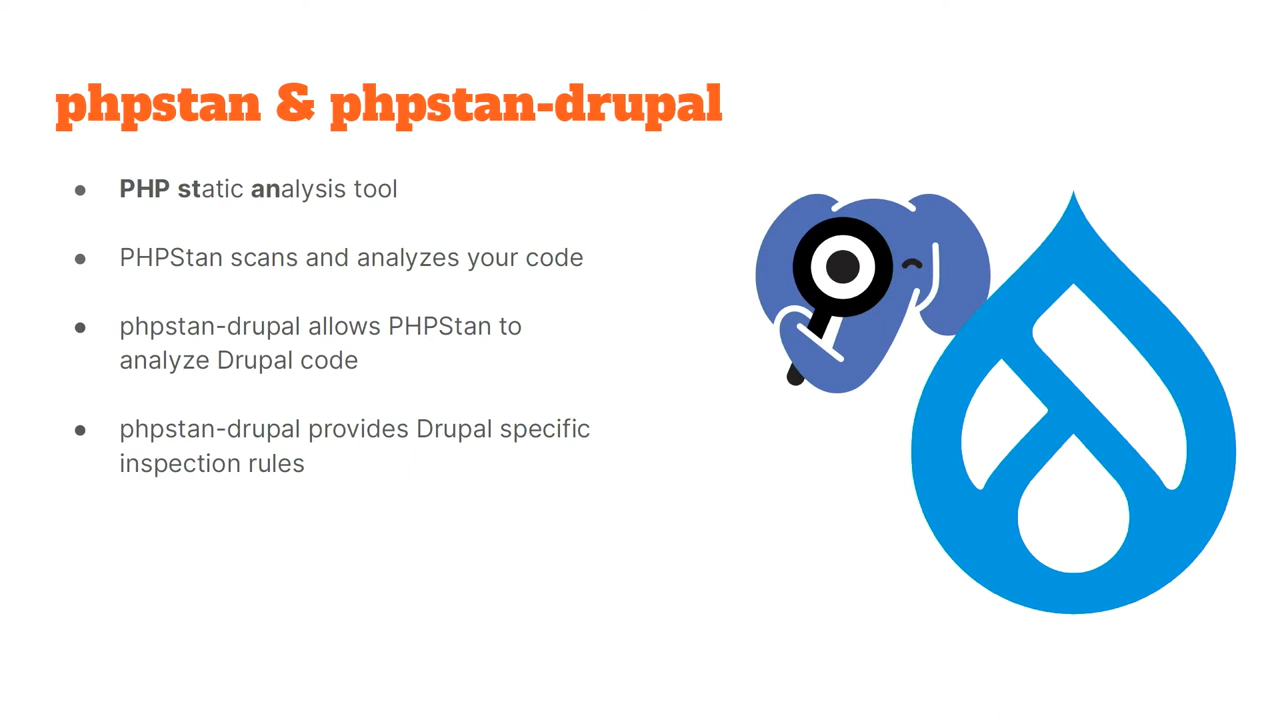 phpstan & phpstan-drupal
● PHP static analysis tool
● PHPStan scans and analyzes your code
● phpstan-drupal allows PHPStan to
analyze Drupal code
● phpstan-drupal provides Drupal specific
inspection rules